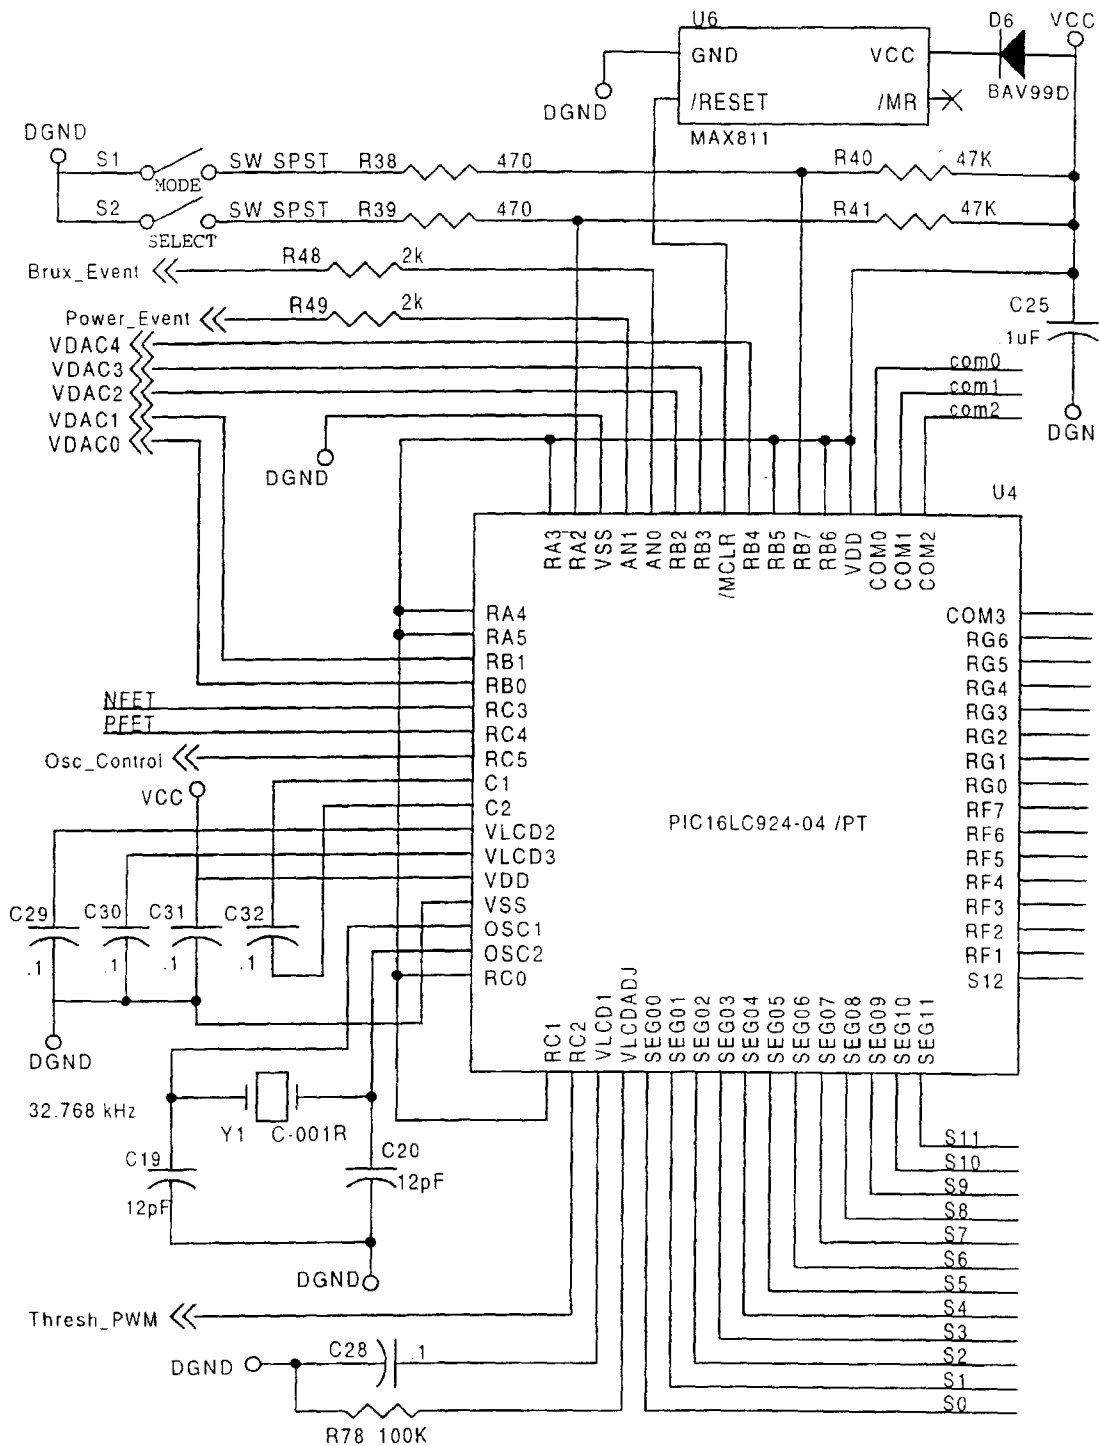 U6
D6
VCC
GND
VCC
/RESET
/MR
BAV99D
DGND
MAX811
DGND
S1
SW SPST
R38
470
R40
47K
MODE
S2
SW SPST
R39
470
R41
47K
SELECT
Brux_Event
R48
2k
Power_Event
R49
2k
C25
.1uF
VDAC4
VDAC3
VDAC2
VDAC1
VDAC0
com0
com1
com2
DGND
DGN
U4
RA3
RA2
VSS
AN1
AN0
RB2
RB3
/MCLR
RB4
RB5
RB7
RB6
VDD
COM0
COM1
COM2
RA4
RA5
RB1
RB0
RC3
RC4
RC5
C1
C2
VLCD2
VLCD3
VDD
VSS
OSC1
OSC2
RC0
NFET
PFET
Osc_Control
VCC
PIC16LC924-04 /PT
COM3
RG6
RG5
RG4
RG3
RG2
RG1
RG0
RF7
RF6
RF5
RF4
RF3
RF2
RF1
S12
C29
C30
C31
C32
.1
.1
.1
.1
DGND
RC1
RC2
VLCD1
VLCDADJ
SEG00
SEG01
SEG02
SEG03
SEG04
SEG05
SEG06
SEG07
SEG08
SEG09
SEG10
SEG11
32.768 kHz
Y1
C-001R
C19
12pF
C20
12pF
DGND
S11
S10
S9
S8
S7
S6
S5
S4
S3
S2
S1
S0
Thresh_PWM
DGND
C28
.1
R78 100K